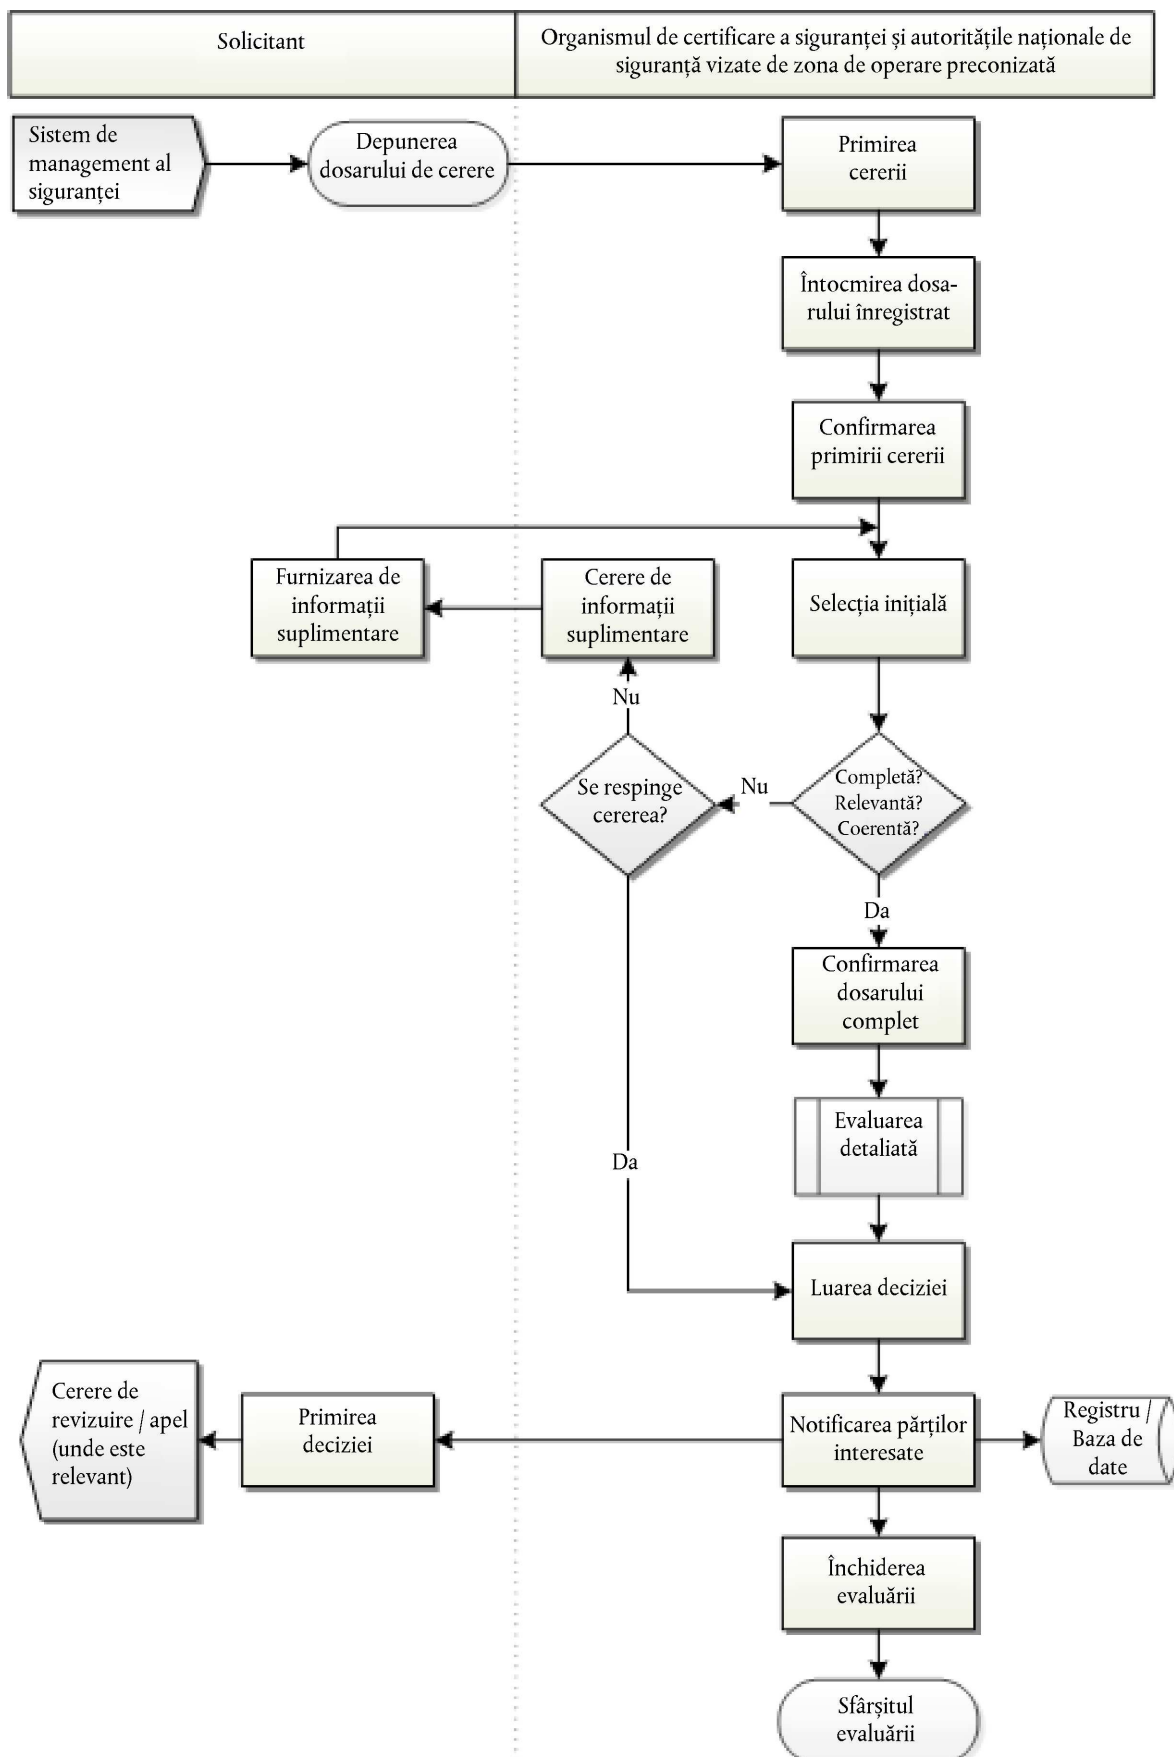 Solicitant
Organismul de certificare a siguranței și autoritățile naționale de
siguranță vizate de zona de operare preconizată
Sistem de
management al
siguranței
Depunerea
dosarului de cerere
Primirea
cererii
Întocmirea dosa-
rului înregistrat
Confirmarea
primirii cererii
Furnizarea de
informații
suplimentare
Cerere de
informații
suplimentare
Selecția inițială
Nu
Se respinge
cererea?
Nu
Completă?
Relevantă?
Coerentă?
Da
Confirmarea
dosarului
complet
Evaluarea
detaliată
Da
Luarea deciziei
Cerere de
revizuire / apel
(unde este
relevant)
Primirea
deciziei
Notificarea părților
interesate
Registru /
Baza de
date
Închiderea
evaluării
Sfârșitul
evaluării